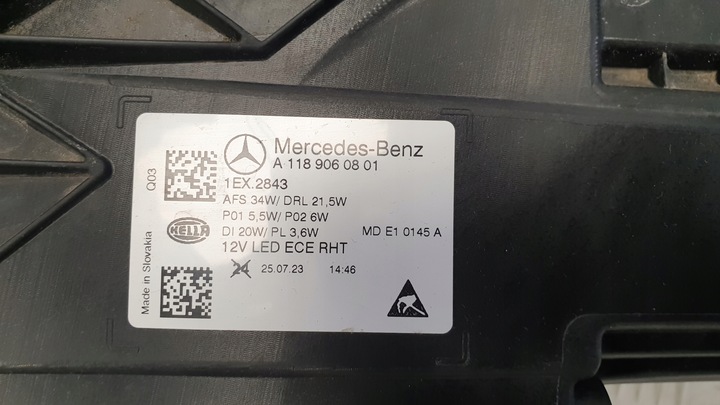 Mercedes-Benz
A 118 906 08 01
Q03
1EX.2843
AFS 34W/ DRL 21,5W
P01 5,5W/ P02 6W
HELLA
DI 20W/ PL 3,6W
MD E1 0145 A
12V LED ECE RHT
24 25.07.23 14:46
Made in Slovakia